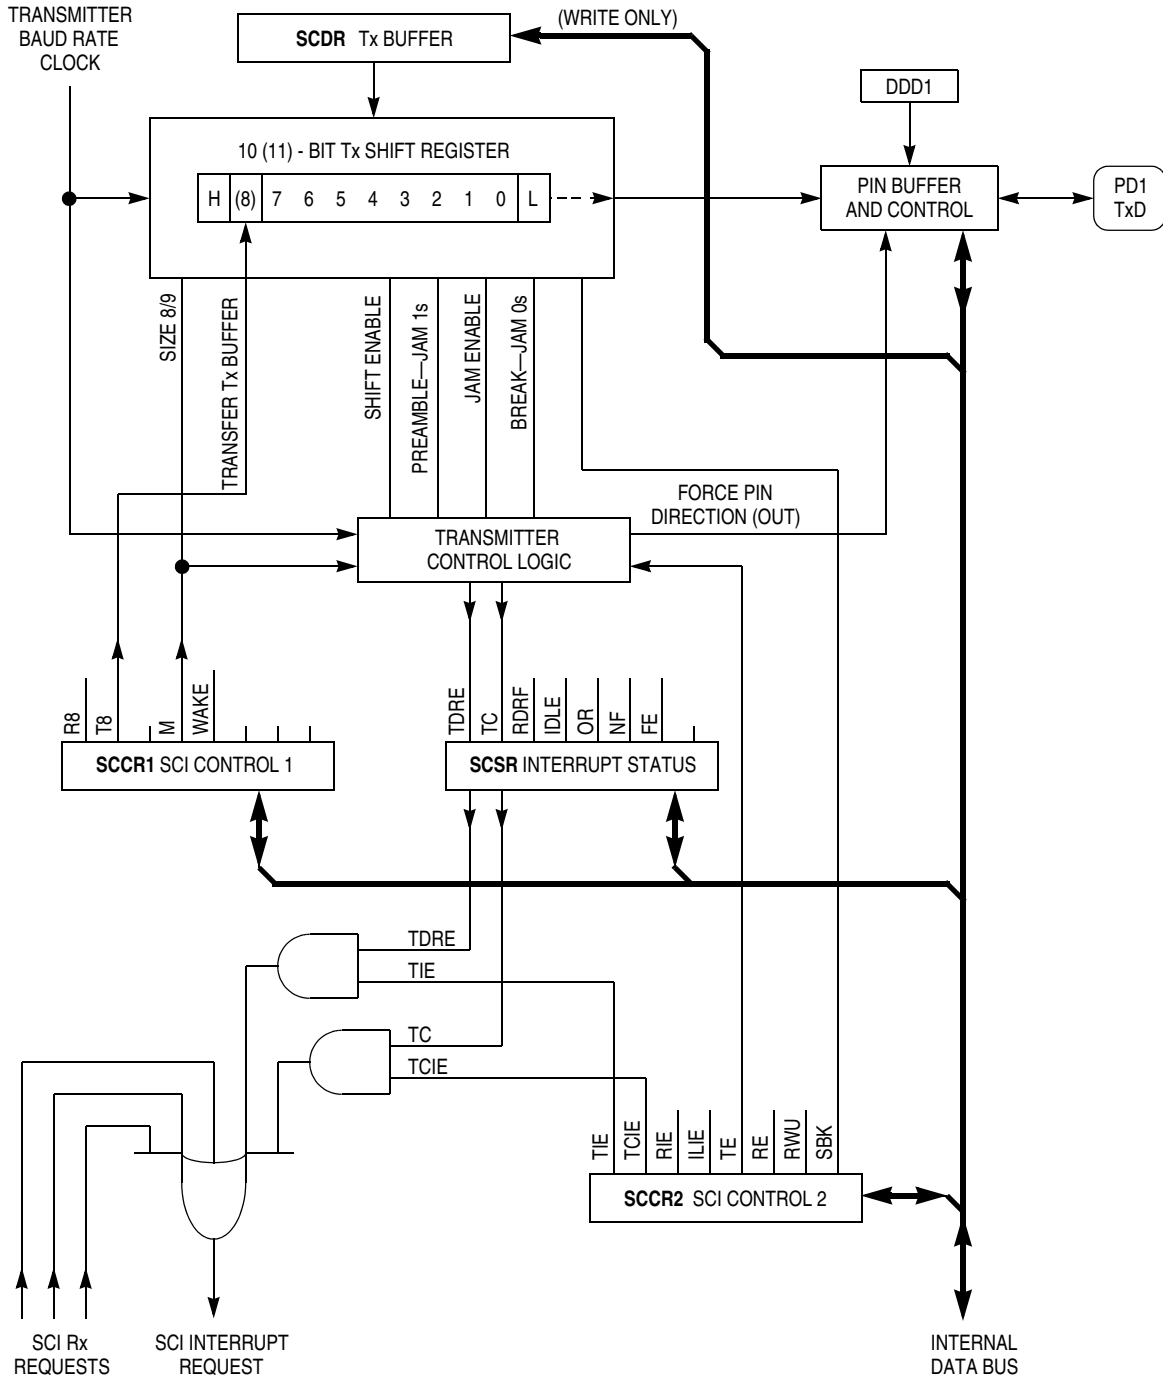 TRANSMITTER
BAUD RATE
CLOCK
SCDR Tx BUFFER
(WRITE ONLY)
DDD1
10 (11) - BIT Tx SHIFT REGISTER
H (8) 7 6 5 4 3 2 1 0 L
PIN BUFFER
AND CONTROL
PD1
TxD
SIZE 8/9
TRANSFER Tx BUFFER
SHIFT ENABLE
PREAMBLE—JAM 1s
JAM ENABLE
BREAK—JAM 0s
FORCE PIN
DIRECTION (OUT)
TRANSMITTER
CONTROL LOGIC
R8
T8
M
WAKE
TDRE
TC
RDRF
IDLE
OR
NF
FE
SCCR1 SCI CONTROL 1
SCSR INTERRUPT STATUS
TDRE
TIE
TC
TCIE
TIE
TCIE
RIE
ILIE
TE
RE
RWU
SBK
SCCR2 SCI CONTROL 2
SCI Rx
REQUESTS
SCI INTERRUPT
REQUEST
INTERNAL
DATA BUS